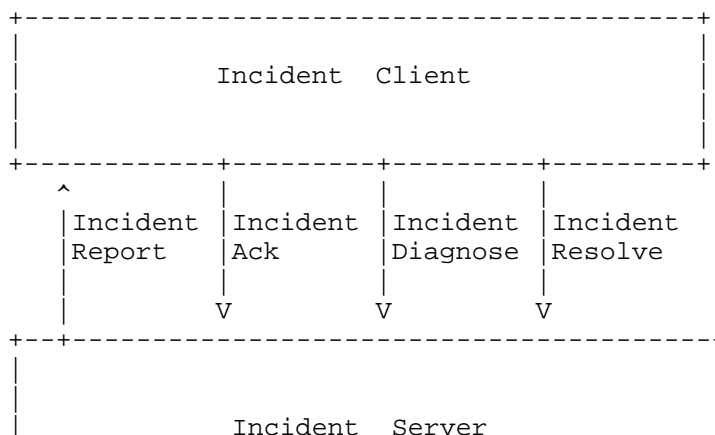 Incident Client
Incident Incident Incident Incident
Report Ack Diagnose Resolve
V V V
Incident Server